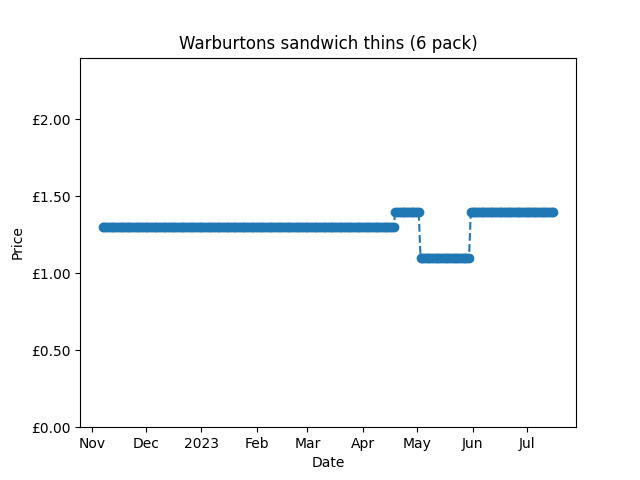 Warburtons sandwich thins (6 pack)
£2.00
£1.50
£1.00
£0.50
£0.00
Price
Nov Dec 2023 Feb Mar Apr May Jun Jul
Date